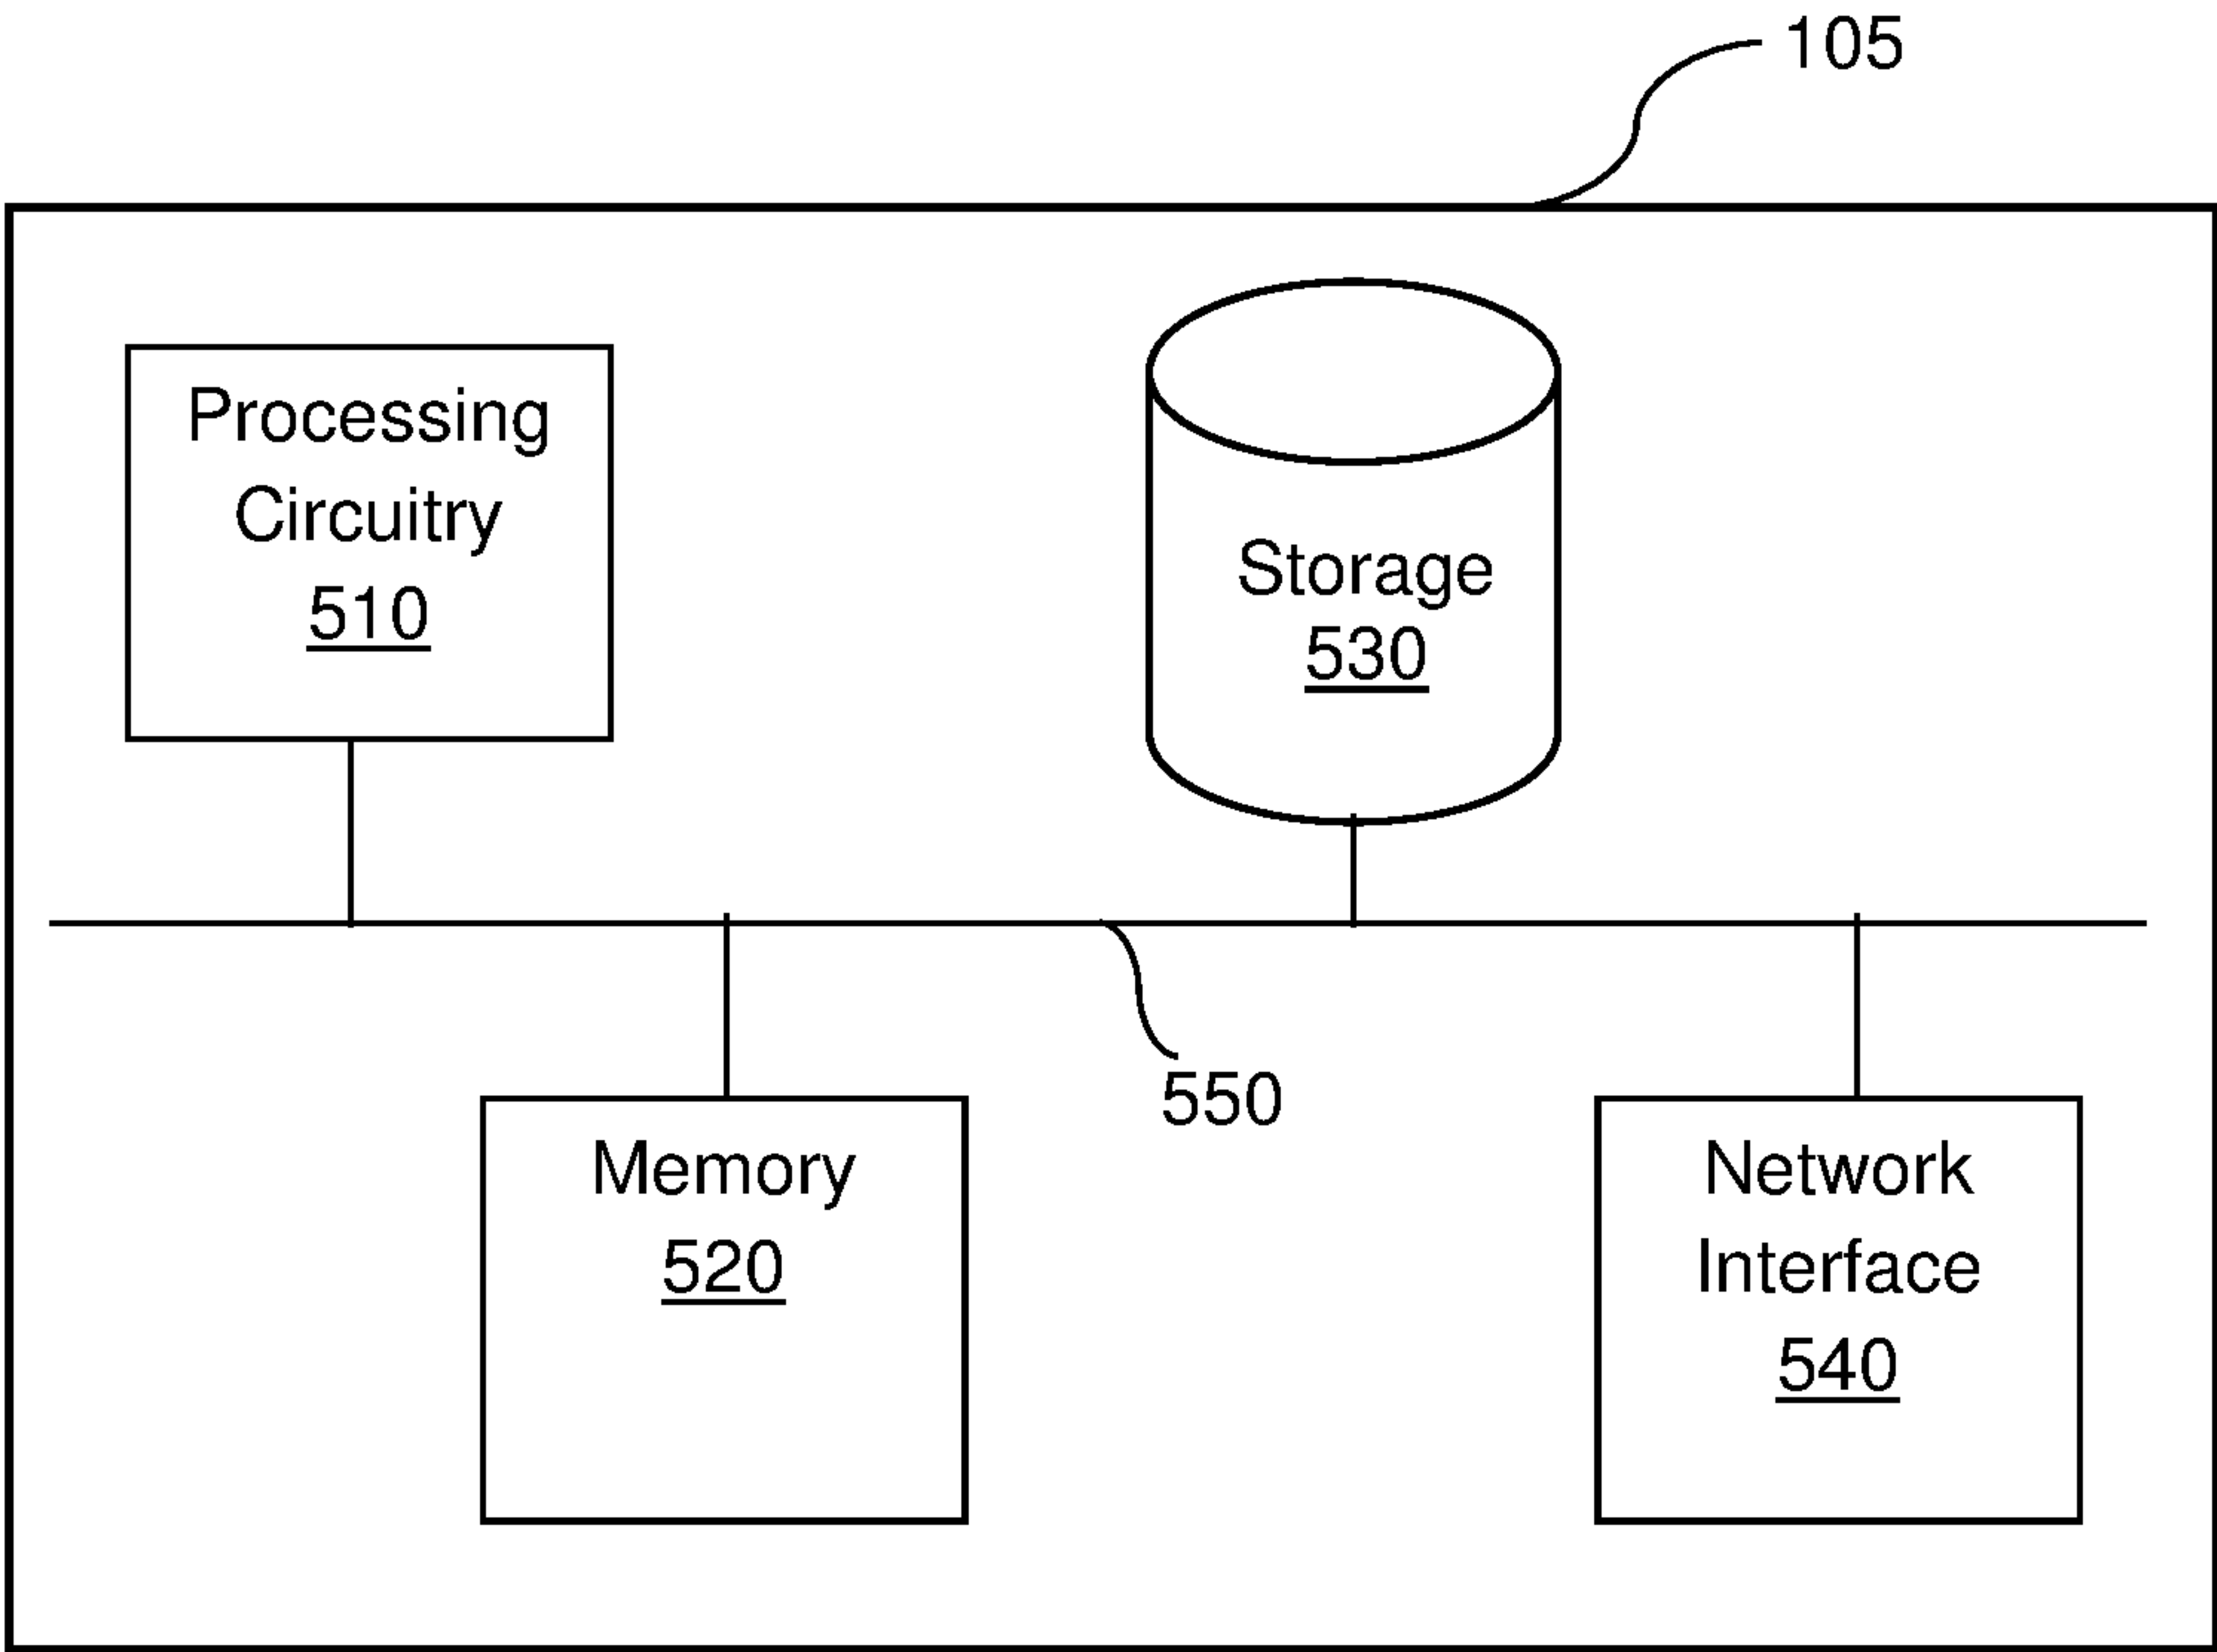 105
Processing
Circuitry
510
Storage
530
550
Memory
520
Network
Interface
540